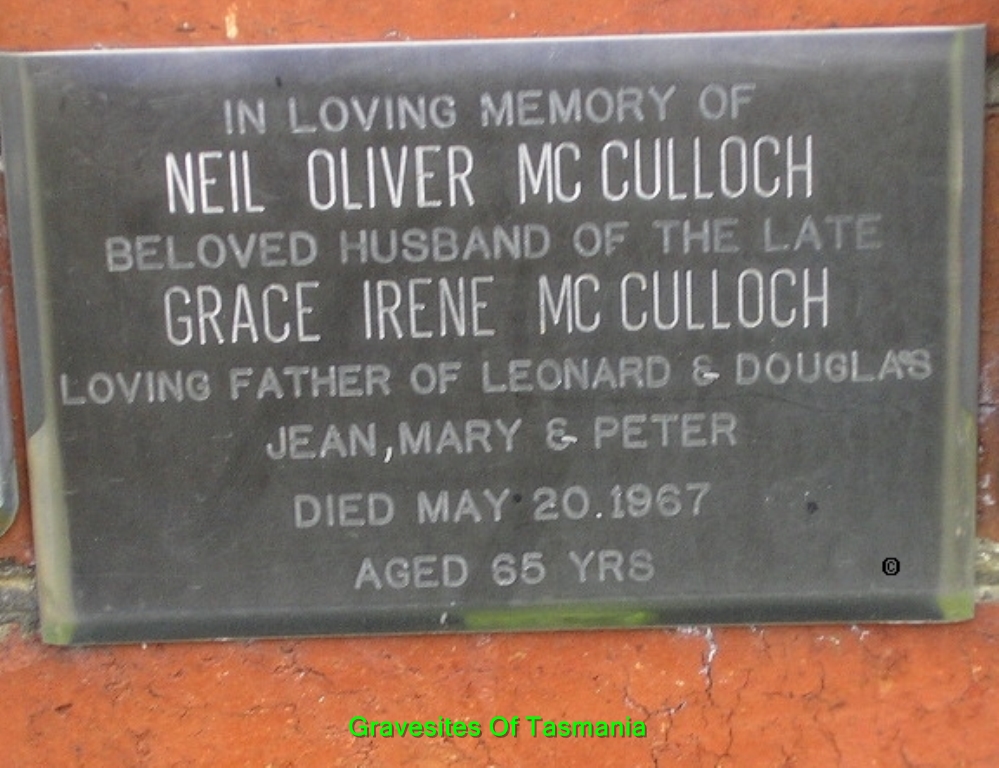 IN LOVING MEMORY OF
NEIL OLIVER MC CULLOCH
BELOVED HUSBAND OF THE LATE
GRACE IRENE MC CULLOCH
LOVING FATHER OF LEONARD & DOUGLAS
JEAN, MARY & PETER
DIED MAY 20.1967
AGED 65 YRS
©
Gravesites Of Tasmania